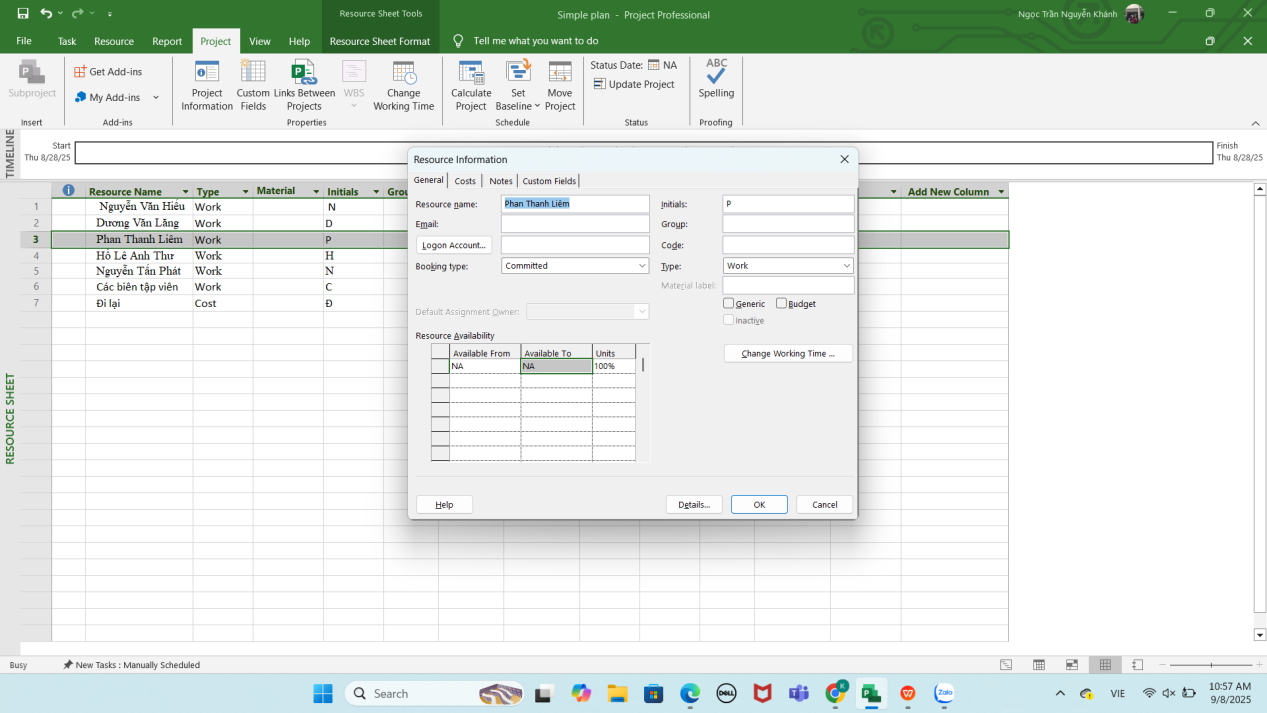 Resource Sheet Tools
Simple plan - Project Professional
Ngọc Trần Nguyễn Khánh
File Task Resource Report Project View Help Resource Sheet Format Tell me what you want to do
Subproject
Get Add-ins
My Add-ins
Project Information
Custom Fields
Links Between Projects
WBS
Change Working Time
Calculate Project
Set Baseline
Move Project
Status Date: NA
Update Project
ABC
Spelling
Insert Add-ins Properties Schedule Status Proofing
TIMELINE
Start
Thu 8/28/25
Finish
Thu 8/28/25
RESOURCE SHEET
Resource Name Type Material Initials Grou Add New Column
1 Nguyễn Văn Hiếu Work N
2 Dương Văn Lăng Work D
3 Phan Thanh Liêm Work P
4 Hồ Lê Anh Thư Work H
5 Nguyễn Tấn Phát Work N
6 Các biên tập viên Work C
7 Đi lại Cost Đ
Resource Information
General Costs Notes Custom Fields
Resource name: Phan Thanh Liêm Initials: P
Email: Group:
Logon Account... Code:
Booking type: Committed Type: Work
Material label:
Generic Budget
Default Assignment Owner:
Inactive
Resource Availability
Available From Available To Units
NA NA 100%
Change Working Time ...
Help Details... OK Cancel
Busy New Tasks : Manually Scheduled
Search
DELL
Zalo
VIE
10:57 AM
9/8/2025